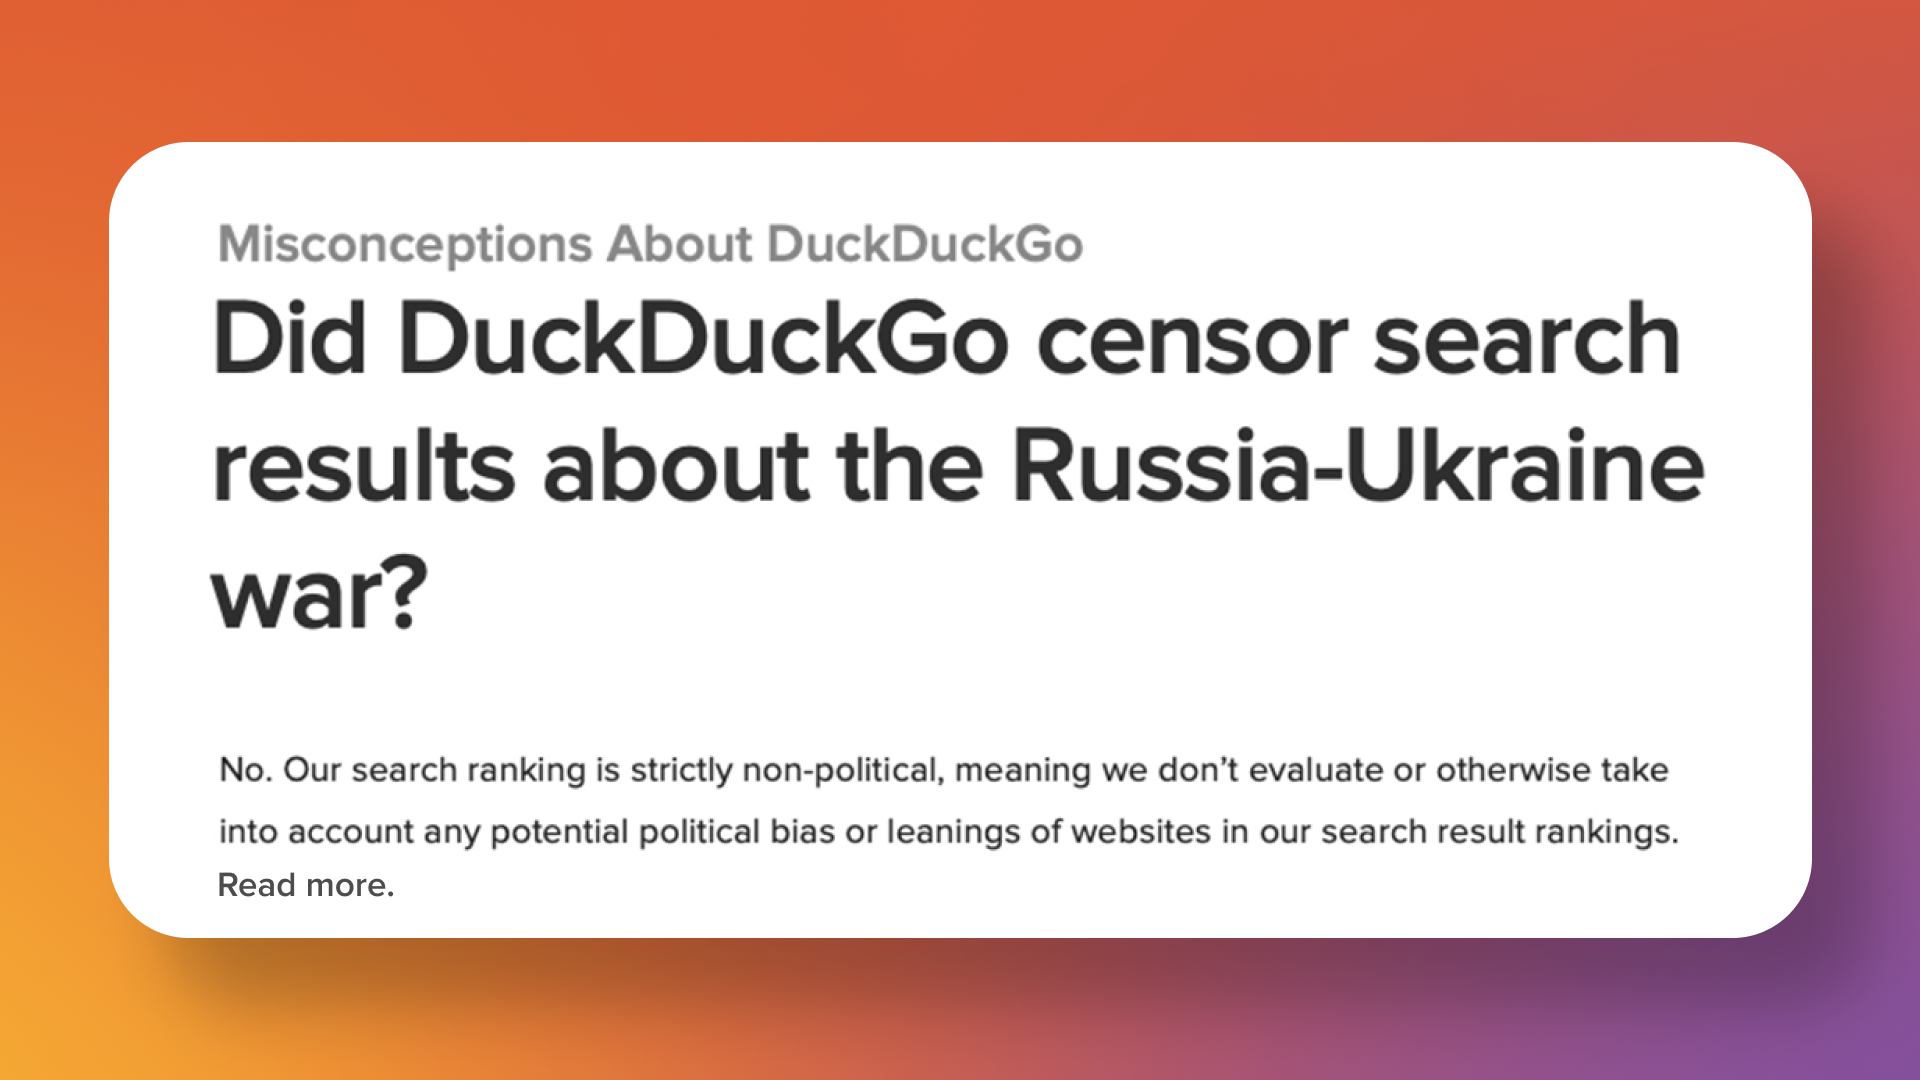 Misconceptions About DuckDuckGo
Did DuckDuckGo censor search
results about the Russia-Ukraine
war?
No. Our search ranking is strictly non-political, meaning we don’t evaluate or otherwise take
into account any potential political bias or leanings of websites in our search result rankings.
Read more.